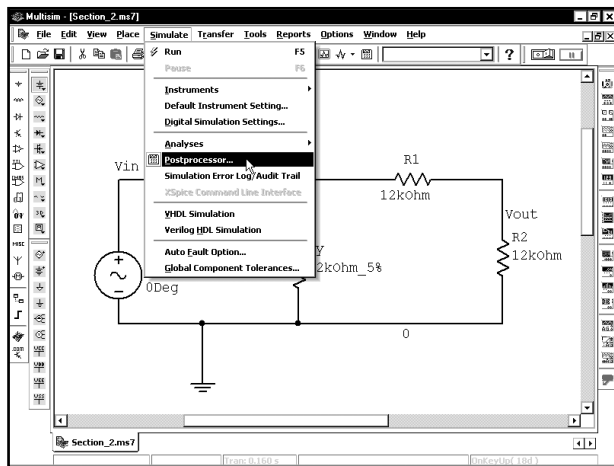 Multisim - [Section_2.ms7]
File Edit View Place Simulate Transfer Tools Reports Options Window Help
Run F5
Pause F6
Instruments
Default Instrument Setting...
Digital Simulation Settings...
Analyses
Postprocessor...
Simulation Error Log/Audit Trail
XSpice Command Line Interface
VHDL Simulation
Verilog HDL Simulation
Auto Fault Option...
Global Component Tolerances...
Vin
R1
12kOhm
Vout
R2
12kOhm
y
2kOhm_5%
0Deg
0
MISC
Section_2.ms7
Tran: 0.160 s
OnKeyUp( 18d )